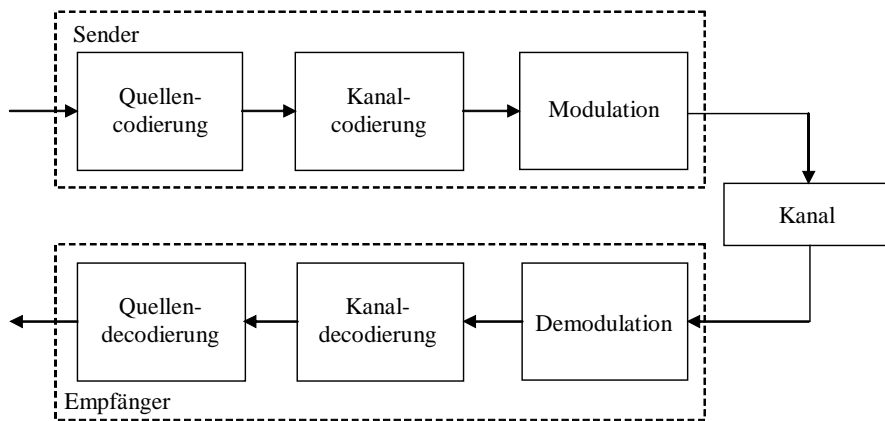 Sender
Quellen-
codierung
Kanal-
codierung
Modulation
Kanal
Quellen-
decodierung
Kanal-
decodierung
Demodulation
Empfänger